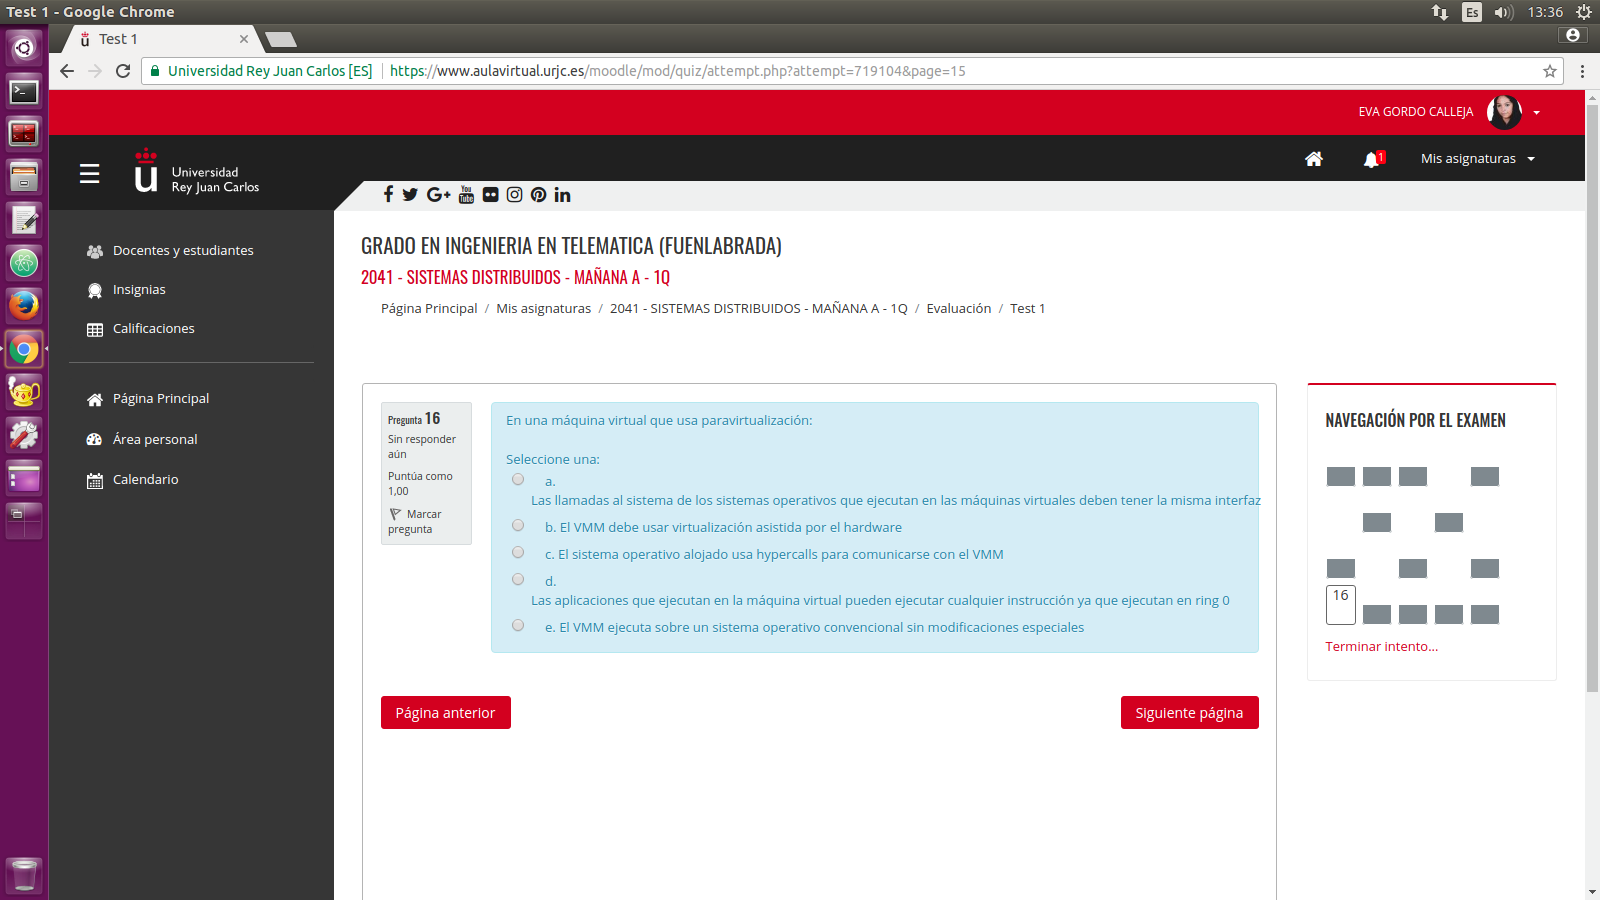 Test 1 - Google Chrome
Es
13:36
Test 1
Universidad Rey Juan Carlos [ES]
https://www.aulavirtual.urjc.es/moodle/mod/quiz/attempt.php?attempt=719104&page=15
EVA GORDO CALLEJA
Universidad
Rey Juan Carlos
1
Mis asignaturas
Docentes y estudiantes
Insignias
Calificaciones
Página Principal
Área personal
Calendario
GRADO EN INGENIERIA EN TELEMATICA (FUENLABRADA)
2041 - SISTEMAS DISTRIBUIDOS - MAÑANA A - 1Q
Página Principal / Mis asignaturas / 2041 - SISTEMAS DISTRIBUIDOS - MAÑANA A - 1Q / Evaluación / Test 1
Pregunta 16
Sin responder
aún
Puntúa como
1,00
Marcar
pregunta
En una máquina virtual que usa paravirtualización:
Seleccione una:
a.
Las llamadas al sistema de los sistemas operativos que ejecutan en las máquinas virtuales deben tener la misma interfaz
b. El VMM debe usar virtualización asistida por el hardware
c. El sistema operativo alojado usa hypercalls para comunicarse con el VMM
d.
Las aplicaciones que ejecutan en la máquina virtual pueden ejecutar cualquier instrucción ya que ejecutan en ring 0
e. El VMM ejecuta sobre un sistema operativo convencional sin modificaciones especiales
Página anterior
Siguiente página
NAVEGACIÓN POR EL EXAMEN
16
Terminar intento...